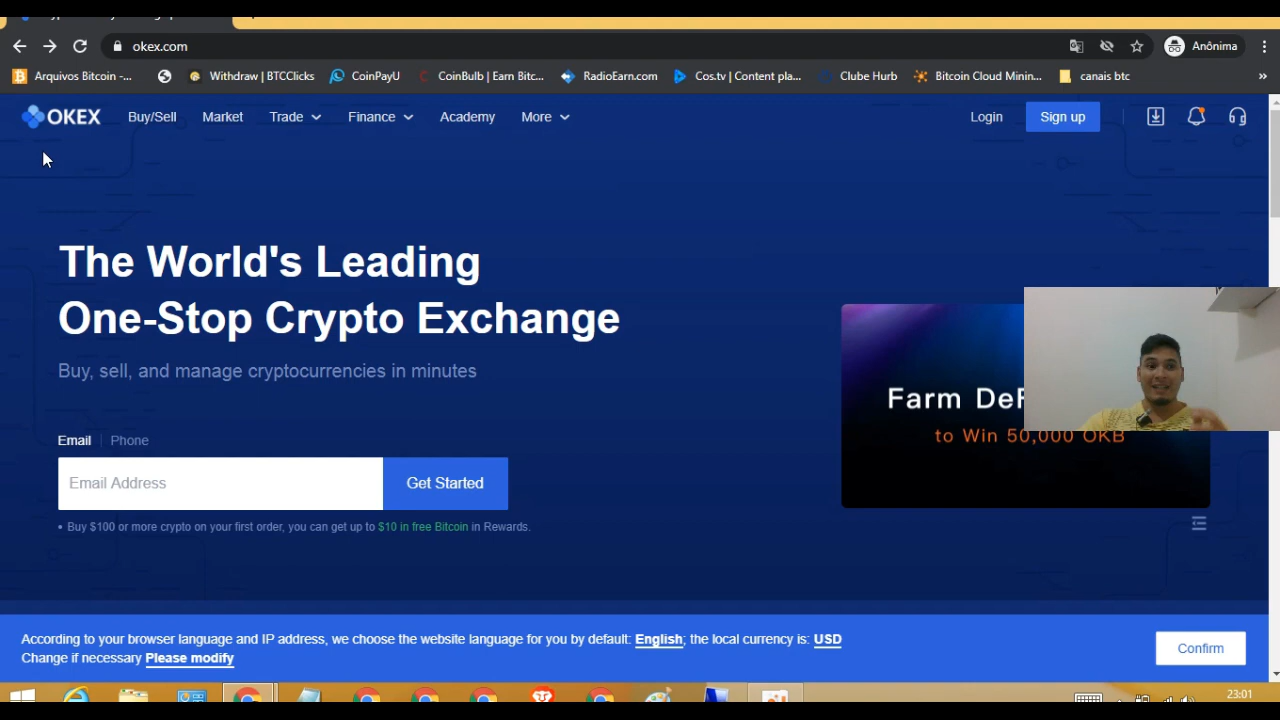 okex.com
Anônima
Arquivos Bitcoin -...
Withdraw | BTCClicks
CoinPayU
CoinBulb | Earn Bitc...
RadioEarn.com
Cos.tv | Content pla...
Clube Hurb
Bitcoin Cloud Minin...
canais btc
»
OKEX
Buy/Sell
Market
Trade
Finance
Academy
More
Login
Sign up
The World's Leading
One-Stop Crypto Exchange
Buy, sell, and manage cryptocurrencies in minutes
Email
Phone
Email Address
Get Started
• Buy $100 or more crypto on your first order, you can get up to $10 in free Bitcoin in Rewards.
Farm
to Win 50,000 OKB
According to your browser language and IP address, we choose the website language for you by default: English; the local currency is: USD
Change if necessary Please modify
Confirm
23:01